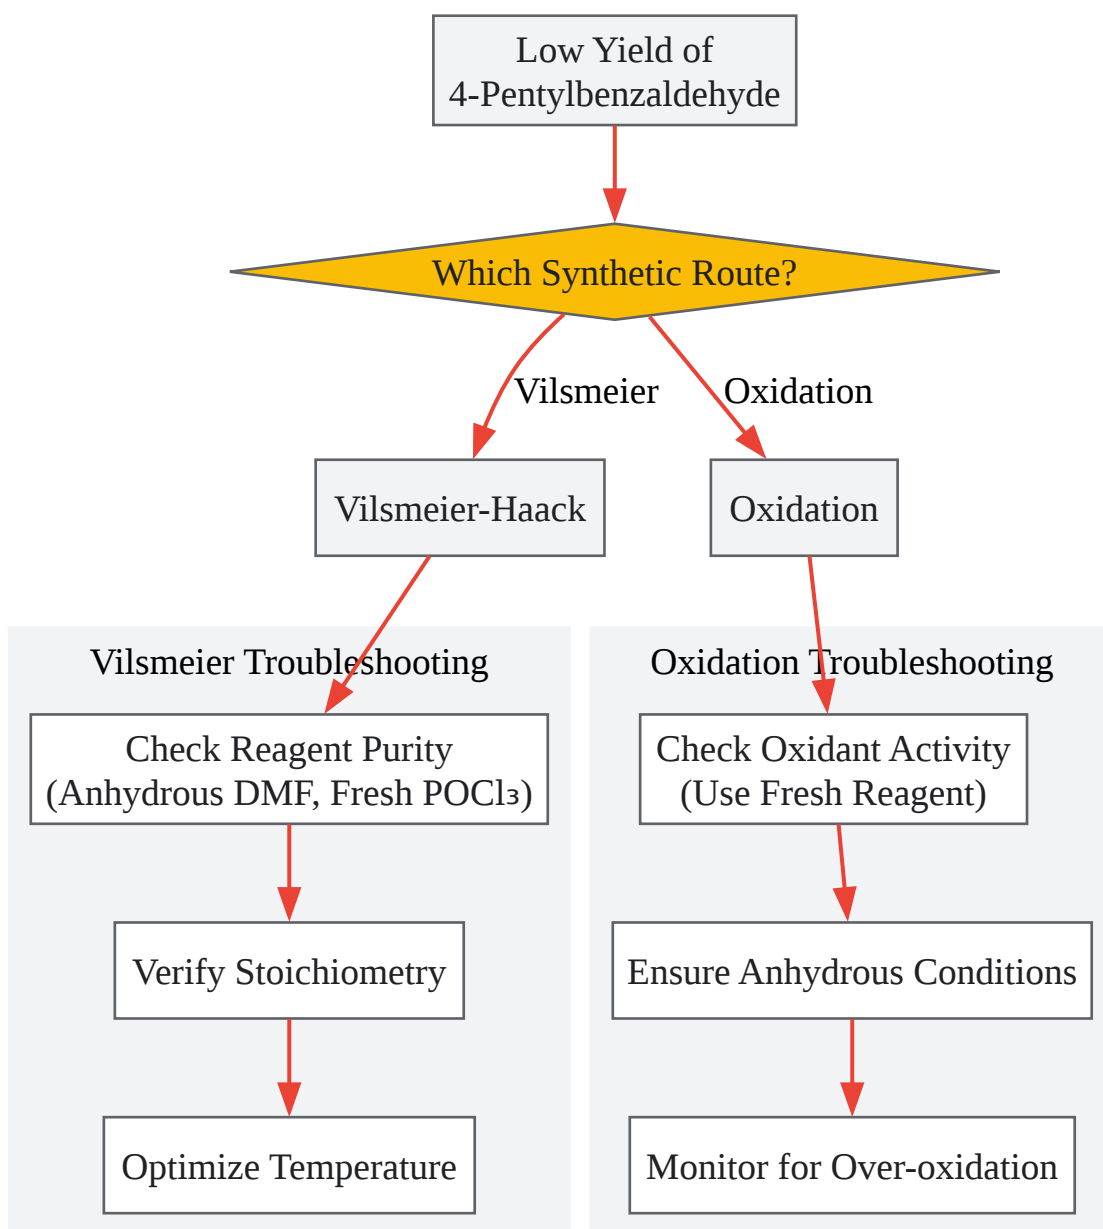 Low Yield of
4-Pentylbenzaldehyde
Which Synthetic Route?
Vilsmeier
Oxidation
Vilsmeier-Haack
Oxidation
Vilsmeier Troubleshooting
Check Reagent Purity
(Anhydrous DMF, Fresh POCl₃)
Verify Stoichiometry
Optimize Temperature
Oxidation Troubleshooting
Check Oxidant Activity
(Use Fresh Reagent)
Ensure Anhydrous Conditions
Monitor for Over-oxidation